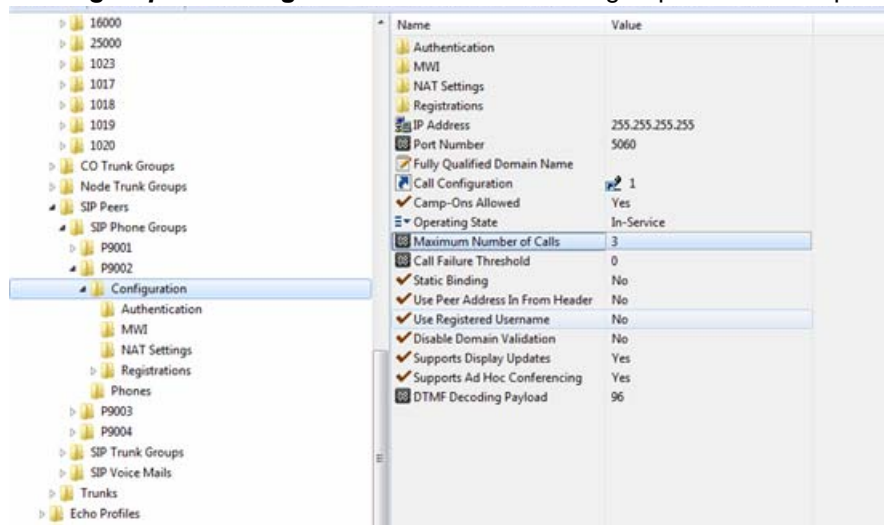 16000
25000
1023
1017
1018
1019
1020
CO Trunk Groups
Node Trunk Groups
SIP Peers
SIP Phone Groups
P9001
P9002
Configuration
Authentication
MWI
NAT Settings
Registrations
Phones
P9003
P9004
SIP Trunk Groups
SIP Voice Mails
Trunks
Echo Profiles
Name Value
Authentication
MWI
NAT Settings
Registrations
IP Address 255.255.255.255
Port Number 5060
Fully Qualified Domain Name
Call Configuration 1
Camp-Ons Allowed Yes
Operating State In-Service
Maximum Number of Calls 3
Call Failure Threshold 0
Static Binding No
Use Peer Address In From Header No
Use Registered Username No
Disable Domain Validation No
Supports Display Updates Yes
Supports Ad Hoc Conferencing Yes
DTMF Decoding Payload 96